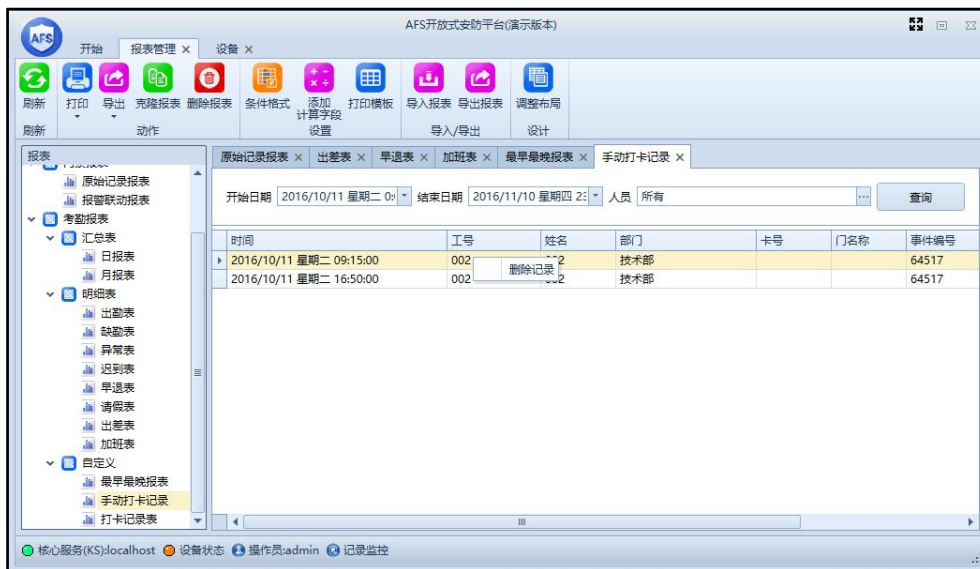 AFS开放式安防平台(演示版本)
AFS
开始 报表管理 设备
刷新 打印 导出 克隆报表 删除报表 条件格式 添加计算字段 打印模板 导入报表 导出报表 调整布局
刷新 动作 设置 导入/导出 设计
报表
原始记录报表
报警联动报表
考勤报表
汇总表
日报表
月报表
明细表
出勤表
缺勤表
异常表
迟到表
早退表
请假表
出差表
加班表
自定义
最早最晚报表
手动打卡记录
打卡记录表
原始记录报表 出差表 早退表 加班表 最早最晚报表 手动打卡记录
开始日期 2016/10/11 星期二 0: 结束日期 2016/11/10 星期四 23 人员 所有 查询
时间 工号 姓名 部门 卡号 门名称 事件编号
2016/10/11 星期二 09:15:00 002 技术部 64517
删除记录
2016/10/11 星期二 16:50:00 002 002 技术部 64517
核心服务(KS):localhost 设备状态 操作员:admin 记录监控